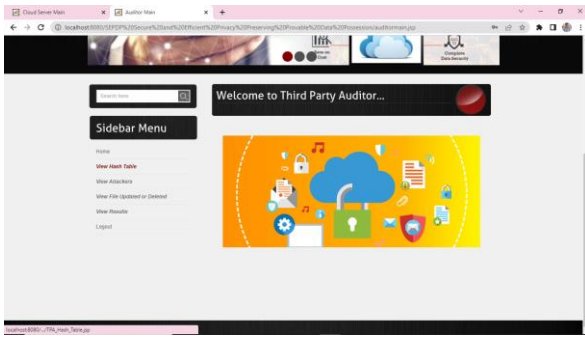 Cloud Server Main
Auditor Main
localhost:8080/SEPDP%20Secure%20and%20Efficient%20Privacy%20Preserving%20Provable%20Data%20Possession/auditormain.jsp
Complete
Data Security
Search here
Welcome to Third Party Auditor...
Sidebar Menu
Home
View Hash Table
View Attackers
View File Updated or Deleted
View Results
Logout
localhost:8080/.../TPA_Hash_Table.jsp